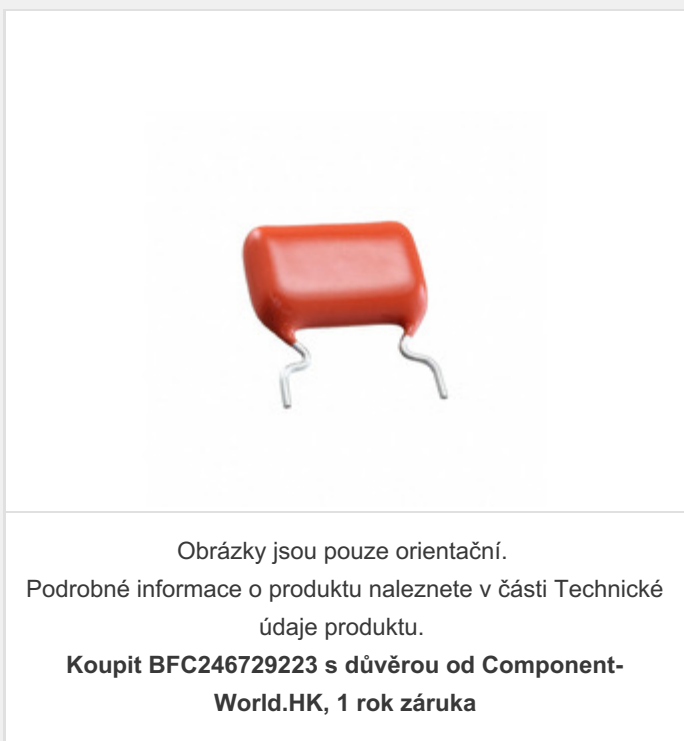 Obrázky jsou pouze orientační.
Podrobné informace o produktu naleznete v části Technické
údaje produktu.
Koupit BFC246729223 s důvěrou od Component-
World.HK, 1 rok záruka